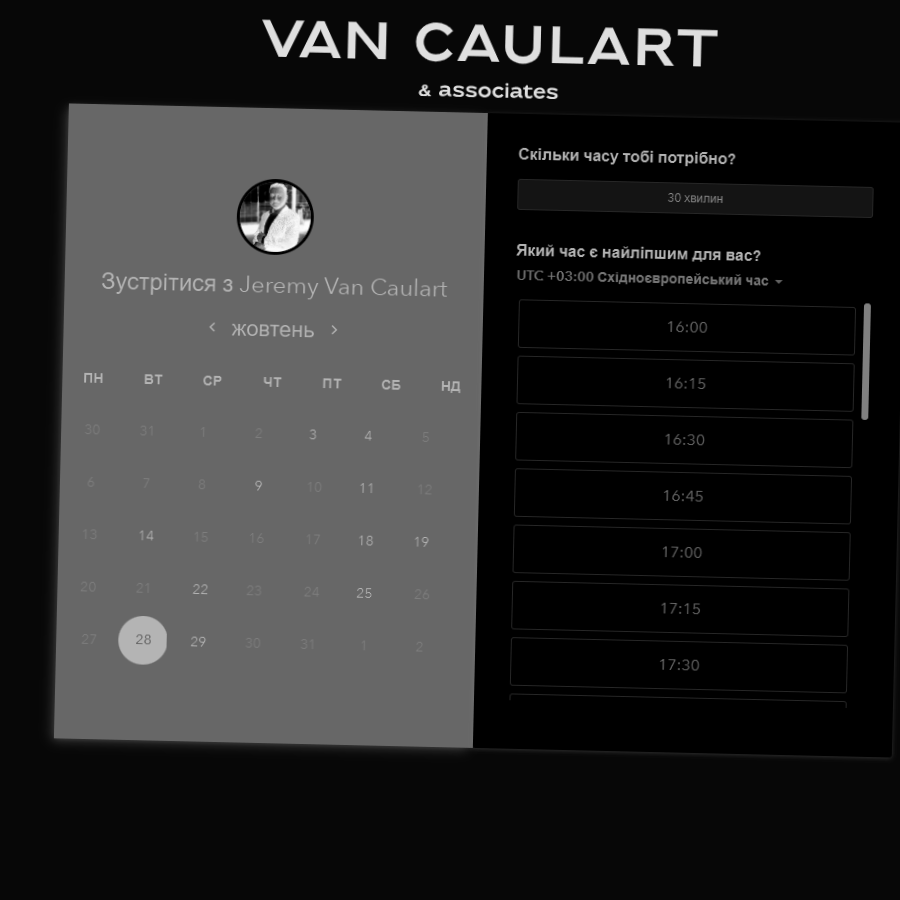 VAN CAULART
& associates
Зустрітися з Jeremy Van Caulart
жовтень
ПН ВТ СР ЧТ ПТ СБ НД
30 31 1 2 3 4 5
6 7 8 9 10 11 12
13 14 15 16 17 18 19
20 21 22 23 24 25 26
27 28 29 30 31 1 2
Скільки часу тобі потрібно?
30 хвилин
Який час є найліпшим для вас?
UTC +03:00 Східноєвропейський час
16:00
16:15
16:30
16:45
17:00
17:15
17:30